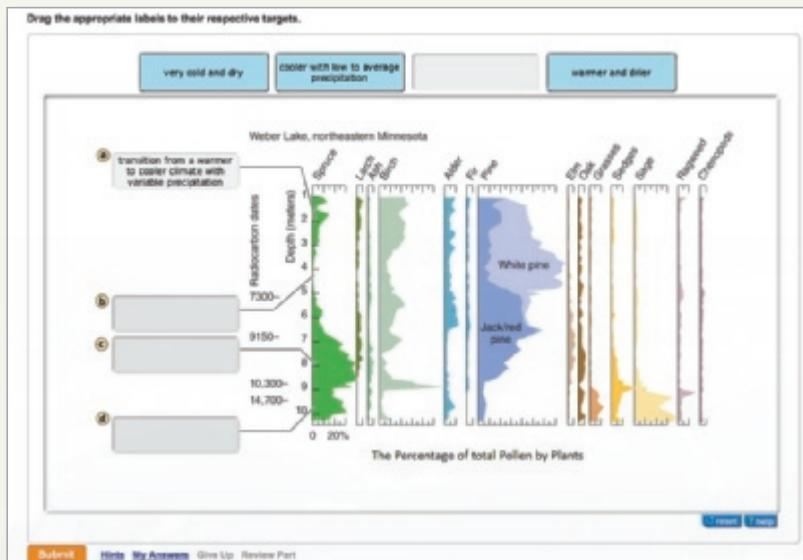 Drag the appropriate labels to their respective targets.
very cold and dry
cooler with low to average
precipitation
warmer and drier
Weber Lake, northeastern Minnesota
a
transition from a warmer
to cooler climate with
variable precipitation
Spruce
Larch
Ash
Birch
Alder
Fir
Pine
Elm
Oak
Grasses
Sedges
Sage
Ragweed
Chenopods
Radiocarbon dates
Depth (meters)
1
2
3
4
5
6
7
8
9
10
White pine
Jack/red
pine
b
7300–
c
9150–
10,300–
14,700–
d
0 20%
The Percentage of total Pollen by Plants
reset
? help
Submit
Hints My Answers Give Up Review Part